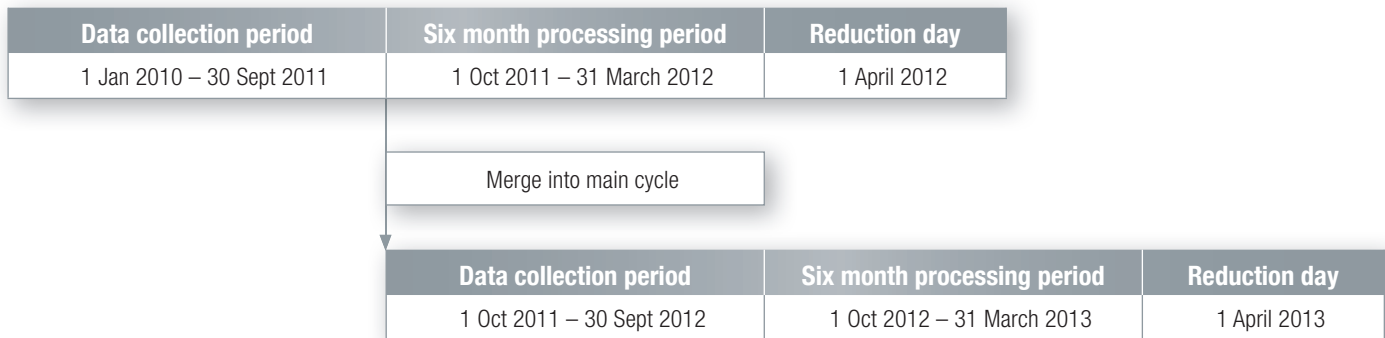 Data collection period Six month processing period Reduction day
1 Jan 2010 – 30 Sept 2011 1 Oct 2011 – 31 March 2012 1 April 2012
Merge into main cycle
Data collection period Six month processing period Reduction day
1 Oct 2011 – 30 Sept 2012 1 Oct 2012 – 31 March 2013 1 April 2013